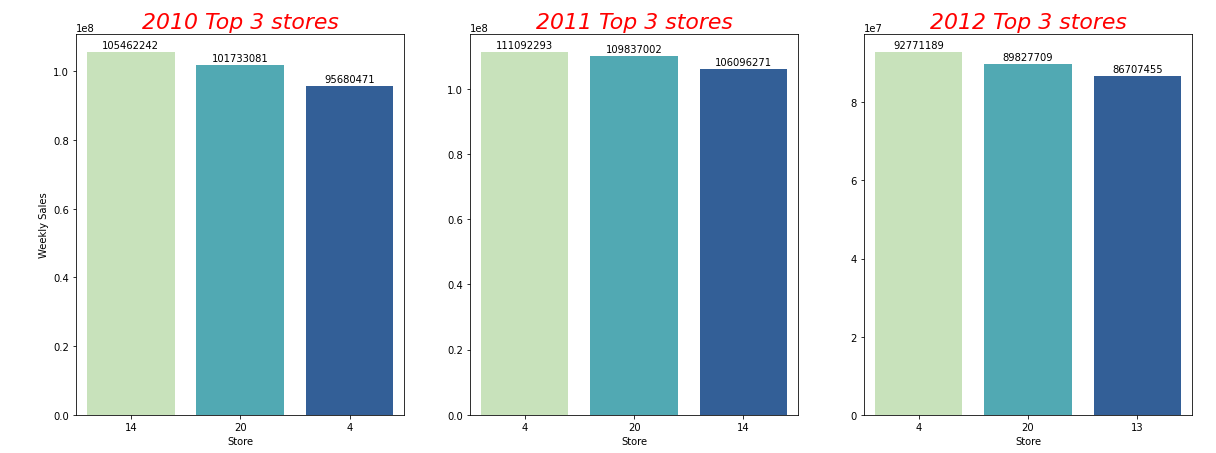 2010 Top 3 stores
1e8
105462242
101733081
95680471
1.0
0.8
0.6
0.4
0.2
0.0
Weekly Sales
14 20 4
Store
2011 Top 3 stores
1e8
111092293
109837002
106096271
1.0
0.8
0.6
0.4
0.2
0.0
4 20 14
Store
2012 Top 3 stores
1e7
92771189
89827709
86707455
8
6
4
2
0
4 20 13
Store